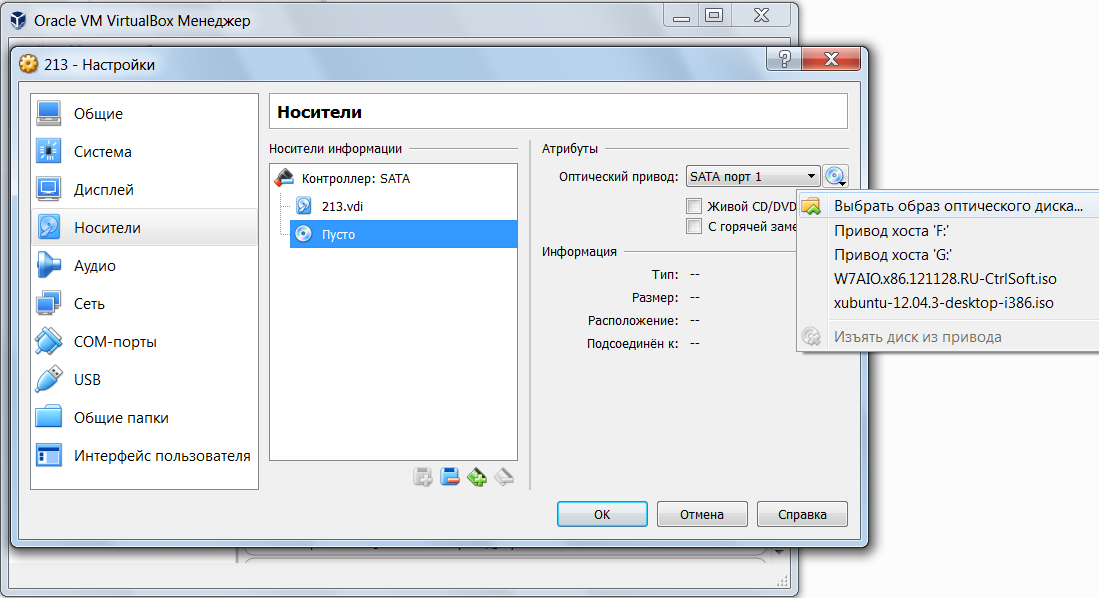 Oracle VM VirtualBox Менеджер
213 - Настройки
Общие
Система
Дисплей
Носители
Аудио
Сеть
COM-порты
USB
Общие папки
Интерфейс пользователя
Носители
Носители информации
Контроллер: SATA
213.vdi
Пусто
Атрибуты
Оптический привод: SATA порт 1
Живой CD/DVD
С горячей заме
Информация
Тип: --
Размер: --
Расположение: --
Подсоединён к: --
Выбрать образ оптического диска...
Привод хоста 'F:'
Привод хоста 'G:'
W7AIO.x86.121128.RU-CtrlSoft.iso
xubuntu-12.04.3-desktop-i386.iso
Изъять диск из привода
OK
Отмена
Справка